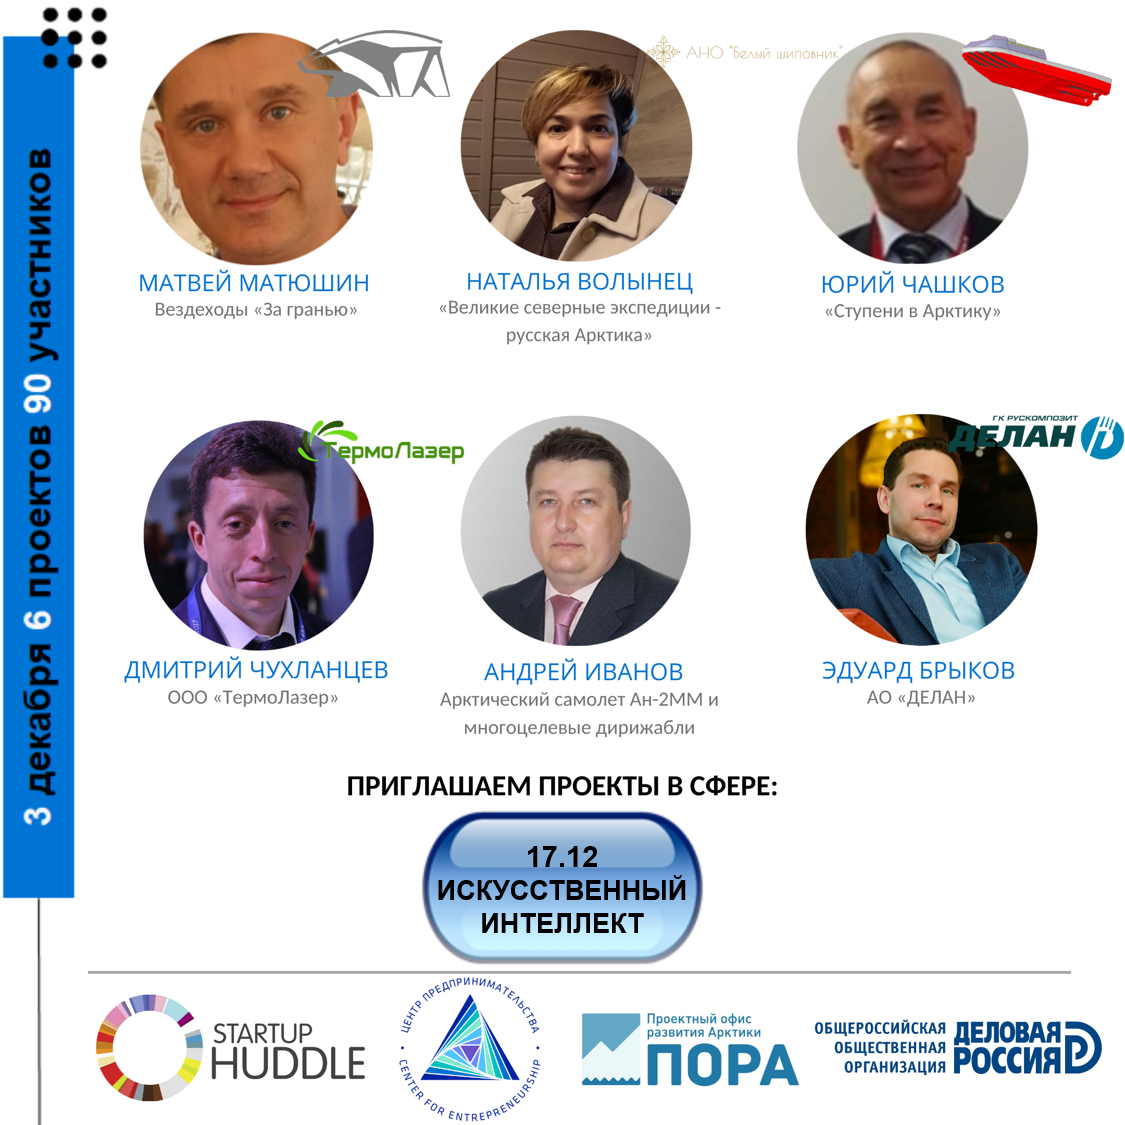 3 декабря 6 проектов 90 участников
АНО "Белый шиповник"
МАТВЕЙ МАТЮШИН
Вездеходы «За гранью»
НАТАЛЬЯ ВОЛЫНЕЦ
«Великие северные экспедиции -
русская Арктика»
ЮРИЙ ЧАШКОВ
«Ступени в Арктику»
ТермоЛазер
ГК РУСКОМПОЗИТ
ДЕЛАН
ДМИТРИЙ ЧУХЛАНЦЕВ
ООО «ТермоЛазер»
АНДРЕЙ ИВАНОВ
Арктический самолет Ан-2ММ и
многоцелевые дирижабли
ЭДУАРД БРЫКОВ
АО «ДЕЛАН»
ПРИГЛАШАЕМ ПРОЕКТЫ В СФЕРЕ:
17.12
ИСКУССТВЕННЫЙ
ИНТЕЛЛЕКТ
STARTUP
HUDDLE
ЦЕНТР ПРЕДПРИНИМАТЕЛЬСТВА
CENTER FOR ENTREPRENEURSHIP
Проектный офис
развития Арктики
ПОРА
ОБЩЕРОССИЙСКАЯ
ОБЩЕСТВЕННАЯ
ОРГАНИЗАЦИЯ
ДЕЛОВАЯ
РОССИЯ